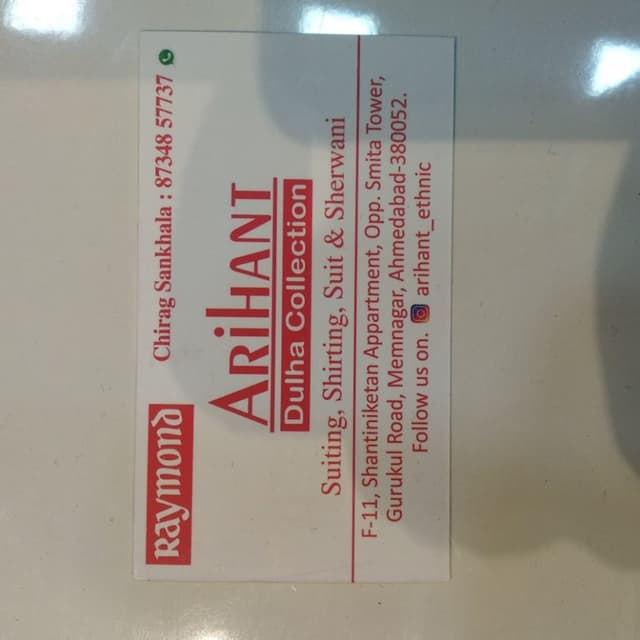 Raymond
Chirag Sankhala : 87348 57737
ARIHANT
Dulha Collection
Suiting, Shirting, Suit & Sherwani
F-11, Shantiniketan Appartment, Opp. Smita Tower,
Gurukul Road, Memnagar, Ahmedabad-380052.
Follow us on. arihant_ethnic